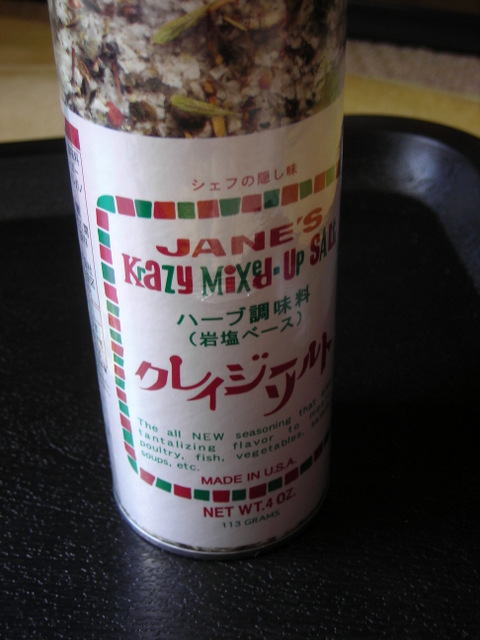 シェフの隠し味
JANE'S
Krazy Mixed-Up SALT
ハーブ調味料
(岩塩ベース)
クレイジーソルト
The all NEW seasoning that
tantalizing flavor to
poultry, fish, vegetables,
soups, etc.
MADE IN U.S.A.
NET WT. 4 OZ.
113 GRAMS